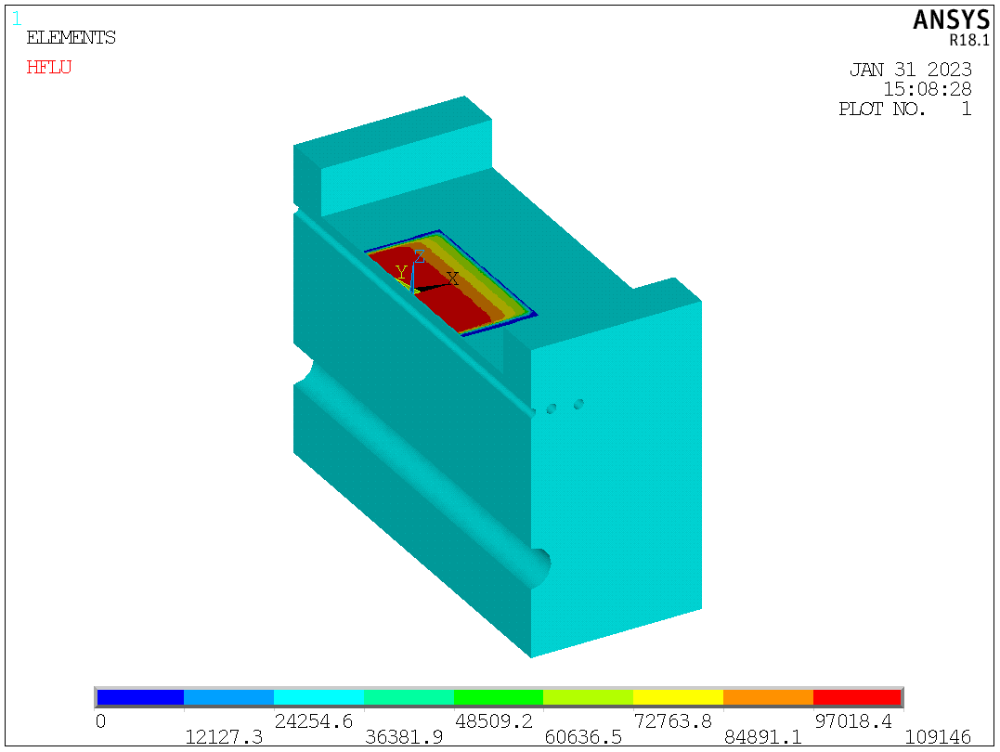 1
ELEMENTS
HFLU
ANSYS
R18.1
JAN 31 2023
15:08:28
PLOT NO. 1
Z
Y
X
0 24254.6 48509.2 72763.8 97018.4
12127.3 36381.9 60636.5 84891.1 109146